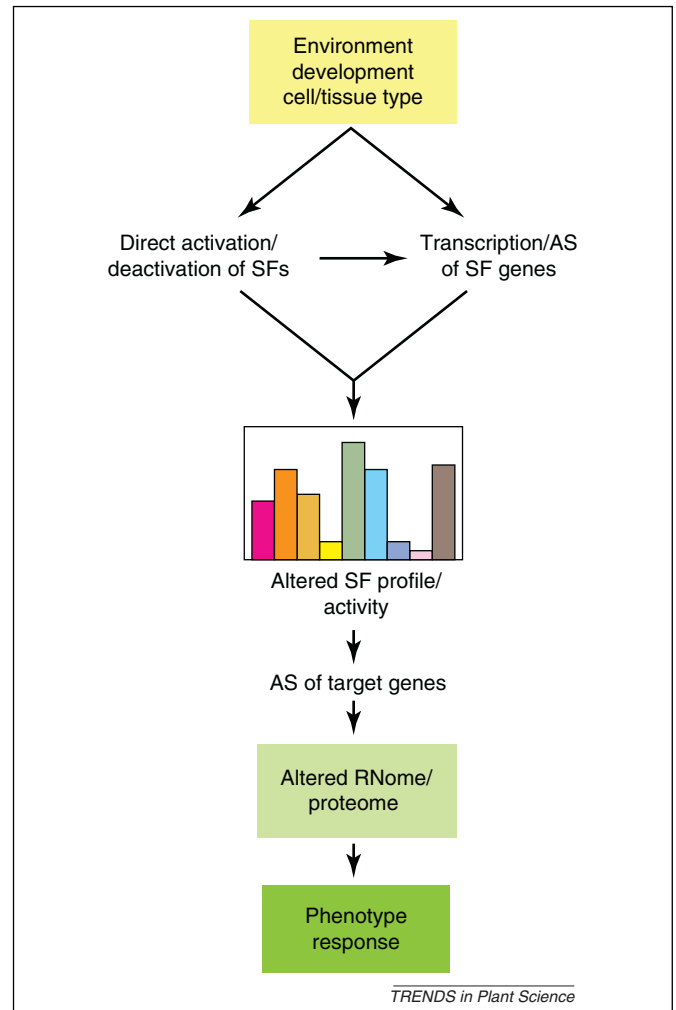 Environment
development
cell/tissue type
Direct activation/
deactivation of SFs
Transcription/AS
of SF genes
Altered SF profile/
activity
AS of target genes
Altered RNome/
proteome
Phenotype
response
TRENDS in Plant Science